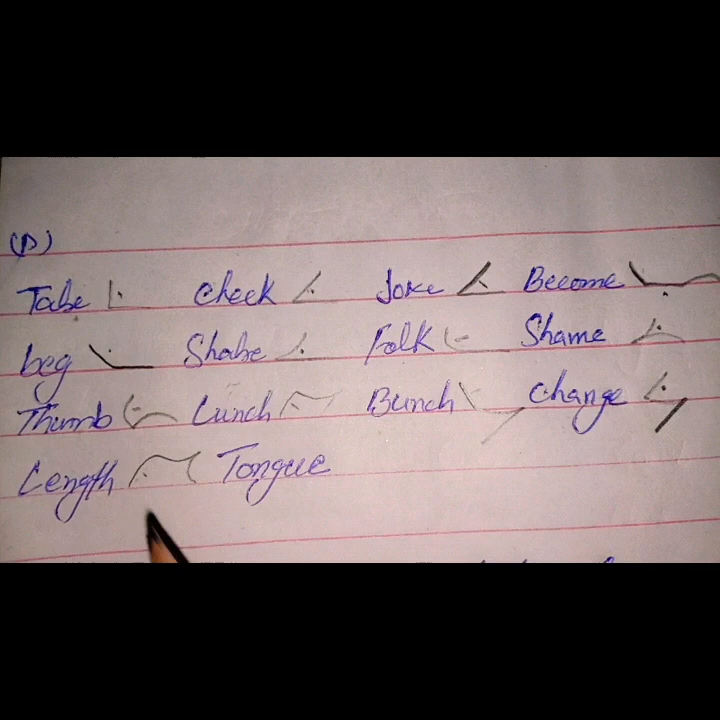 (D)
Take Check Joke Become
beg Shake Folk Shame
Thumb Lunch Bunch Change
Length Tongue